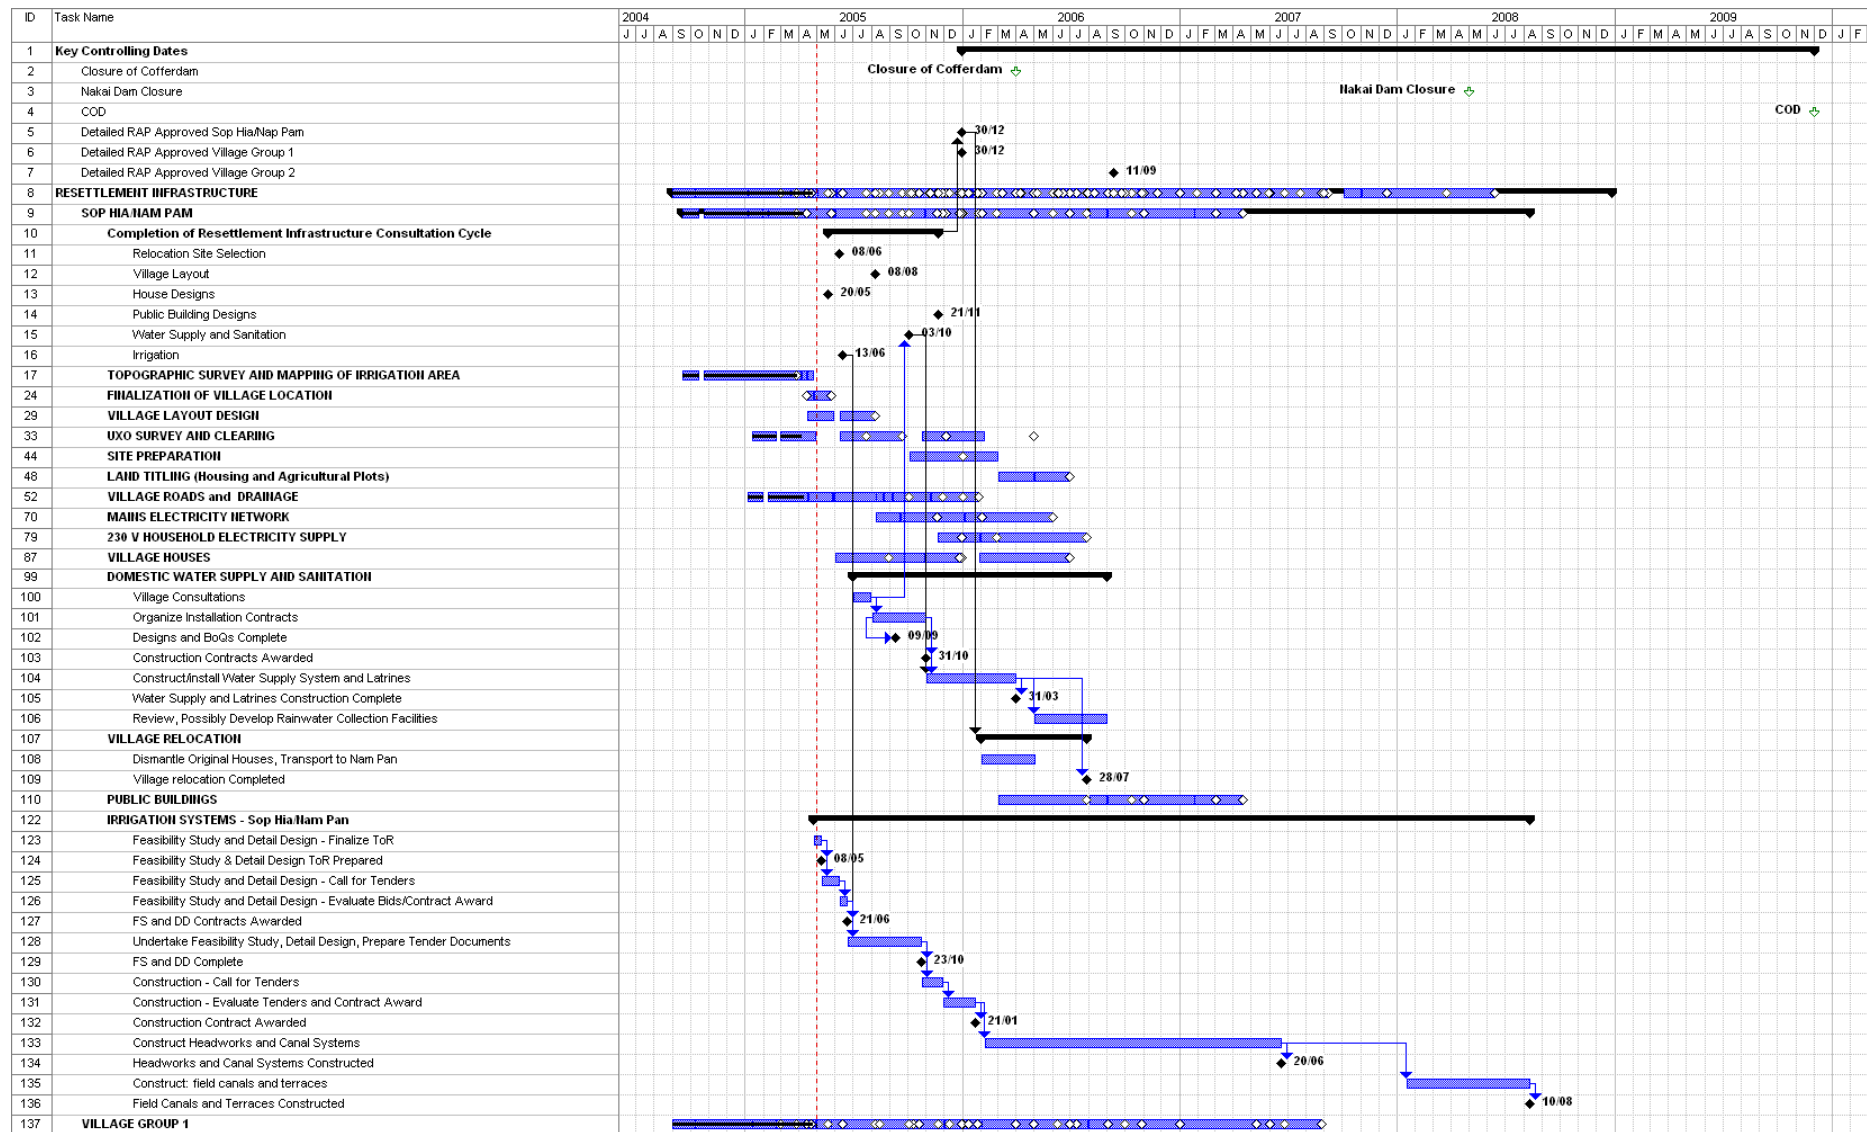 ID Task Name 2004 2005 2006 2007 2008 2009
J J A S O N D J F M A M J J A S O N D J F M A M J J A S O N D J F M A M J J A S O N D J F M A M J J A S O N D J F M A M J J A S O N D J F
1 Key Controlling Dates
2 Closure of Cofferdam Closure of Cofferdam
3 Nakai Dam Closure Nakai Dam Closure
4 COD COD
5 Detailed RAP Approved Sop Hia/Nap Pam 30/12
6 Detailed RAP Approved Village Group 1 30/12
7 Detailed RAP Approved Village Group 2 11/09
8 RESETTLEMENT INFRASTRUCTURE
9 SOP HIA/NAM PAM
10 Completion of Resettlement Infrastructure Consultation Cycle
11 Relocation Site Selection 08/06
12 Village Layout 08/08
13 House Designs 20/05
14 Public Building Designs 21/11
15 Water Supply and Sanitation 03/10
16 Irrigation 13/06
17 TOPOGRAPHIC SURVEY AND MAPPING OF IRRIGATION AREA
24 FINALIZATION OF VILLAGE LOCATION
29 VILLAGE LAYOUT DESIGN
33 UXO SURVEY AND CLEARING
44 SITE PREPARATION
48 LAND TITLING (Housing and Agricultural Plots)
52 VILLAGE ROADS and DRAINAGE
70 MAINS ELECTRICITY NETWORK
79 230 V HOUSEHOLD ELECTRICITY SUPPLY
87 VILLAGE HOUSES
99 DOMESTIC WATER SUPPLY AND SANITATION
100 Village Consultations
101 Organize Installation Contracts
102 Designs and BoQs Complete 09/09
103 Construction Contracts Awarded 31/10
104 Construct/install Water Supply System and Latrines
105 Water Supply and Latrines Construction Complete 31/03
106 Review, Possibly Develop Rainwater Collection Facilities
107 VILLAGE RELOCATION
108 Dismantle Original Houses, Transport to Nam Pan
109 Village relocation Completed 28/07
110 PUBLIC BUILDINGS
122 IRRIGATION SYSTEMS - Sop Hia/Nam Pan
123 Feasibility Study and Detail Design - Finalize ToR
124 Feasibility Study & Detail Design ToR Prepared 08/05
125 Feasibility Study and Detail Design - Call for Tenders
126 Feasibility Study and Detail Design - Evaluate Bids/Contract Award
127 FS and DD Contracts Awarded 21/06
128 Undertake Feasibility Study, Detail Design, Prepare Tender Documents
129 FS and DD Complete 23/10
130 Construction - Call for Tenders
131 Construction - Evaluate Tenders and Contract Award
132 Construction Contract Awarded 21/01
133 Construct Headworks and Canal Systems
134 Headworks and Canal Systems Constructed 20/06
135 Construct: field canals and terraces
136 Field Canals and Terraces Constructed 10/08
137 VILLAGE GROUP 1